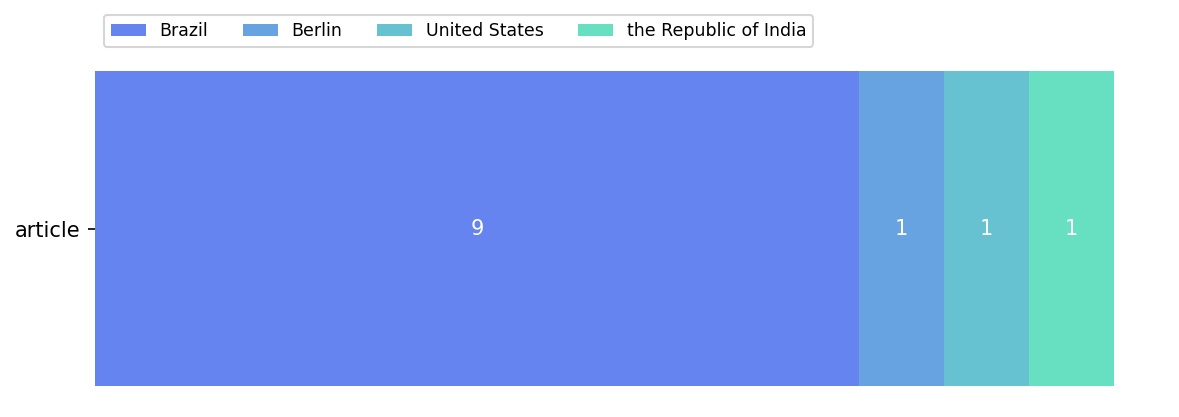 Brazil Berlin United States the Republic of India
article 9 1 1 1